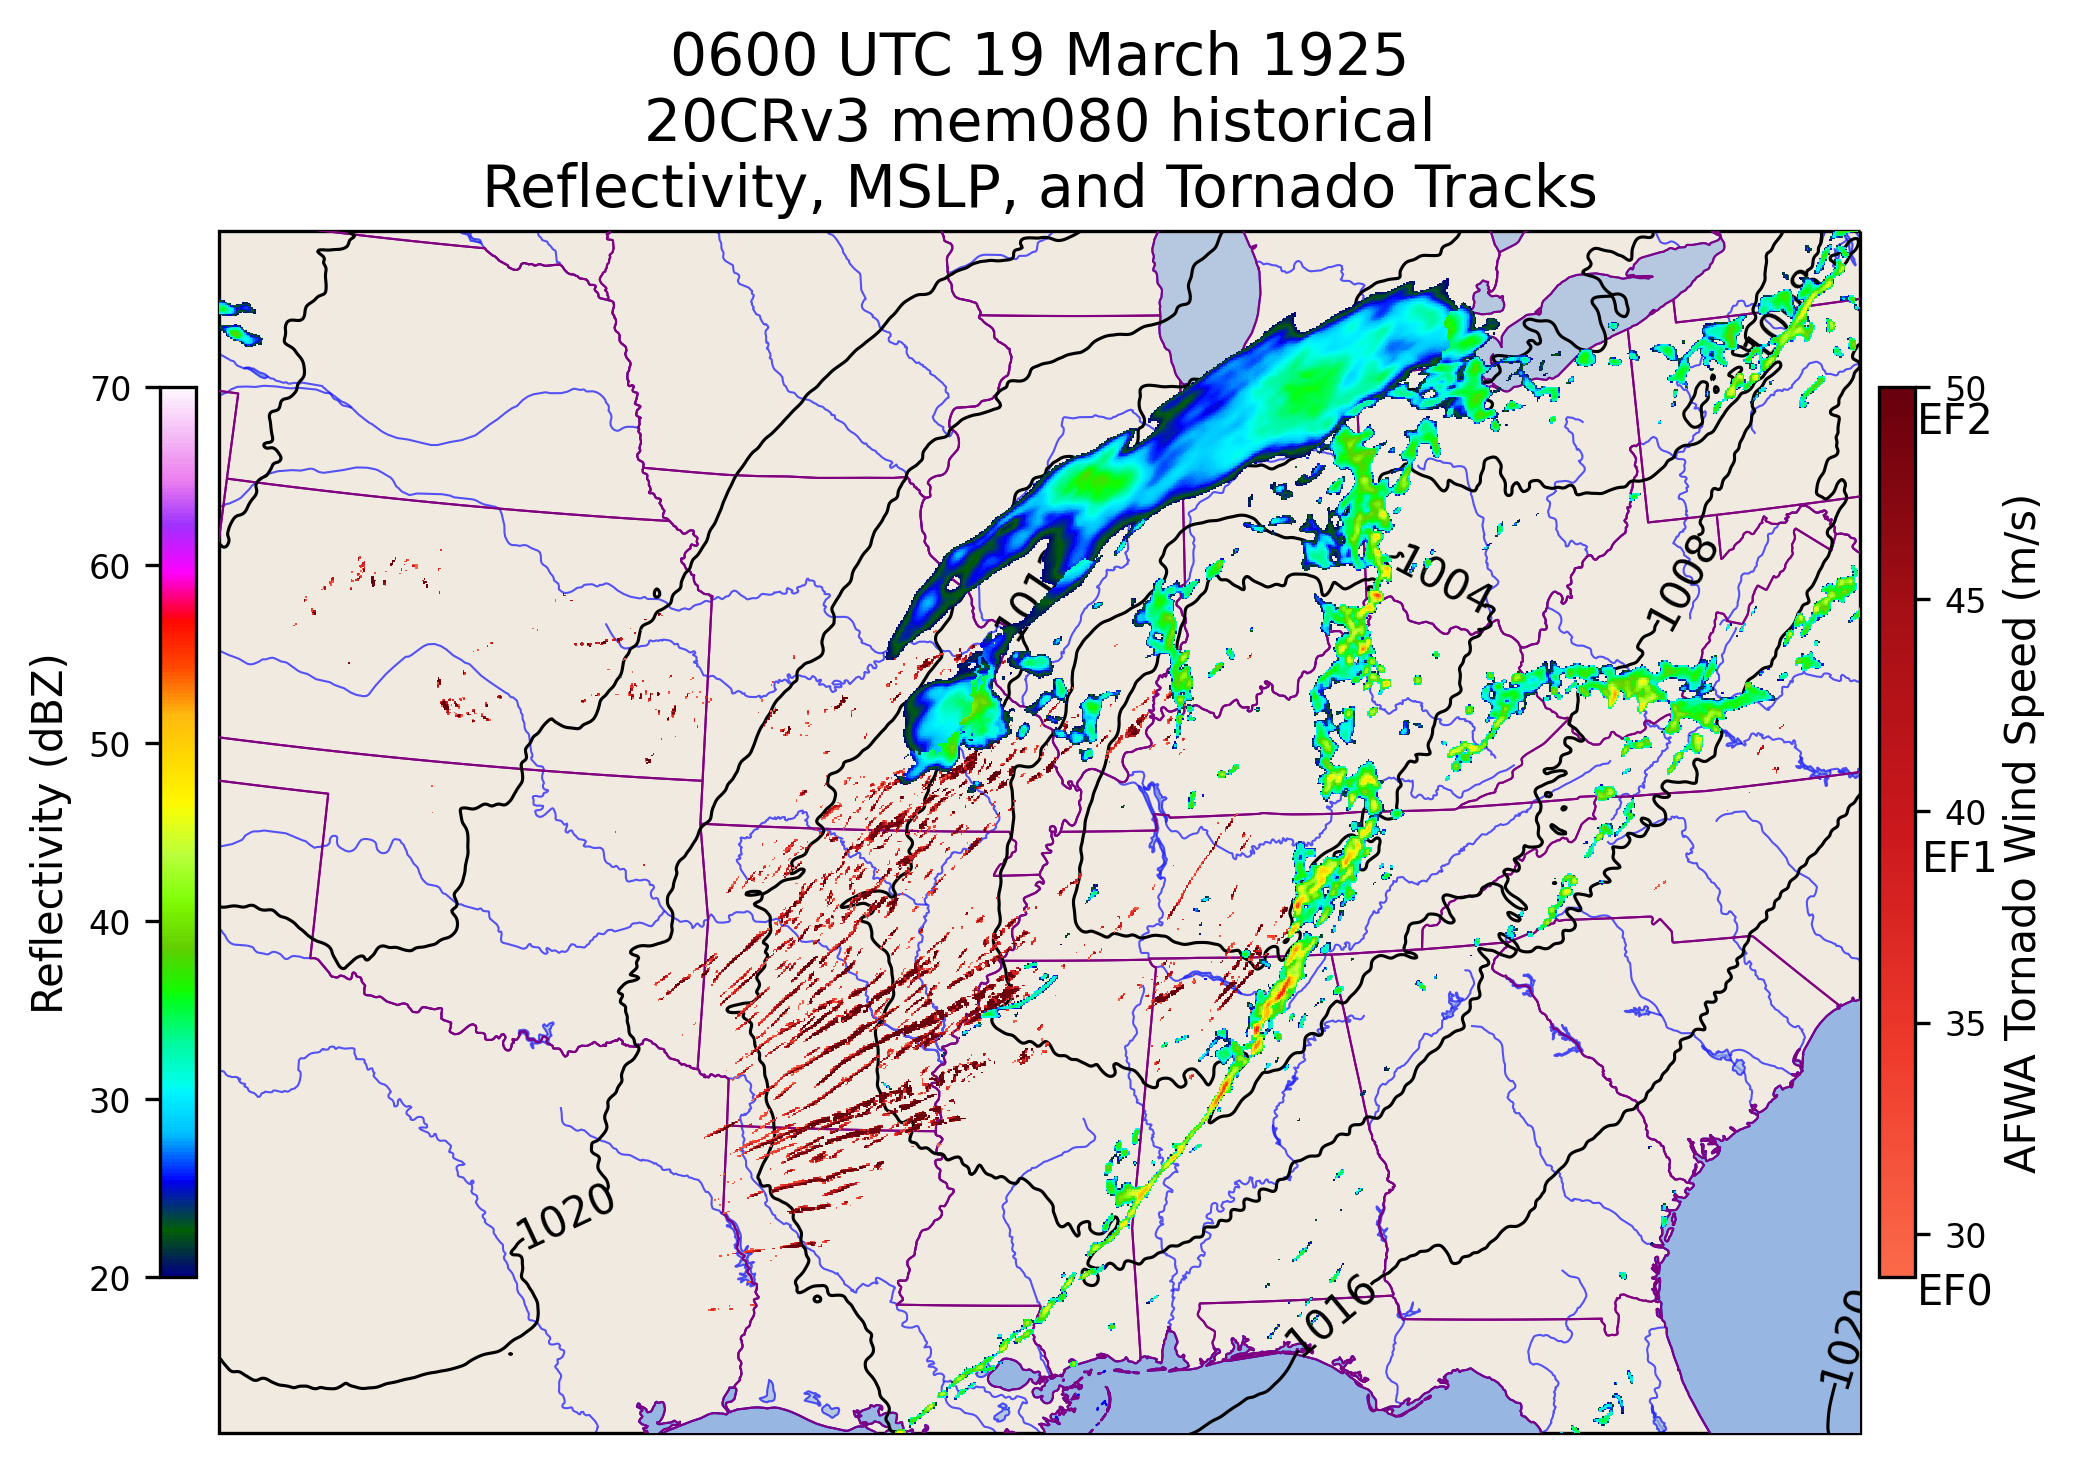 0600 UTC 19 March 1925
20CRv3 mem080 historical
Reflectivity, MSLP, and Tornado Tracks
70
60
50
40
30
20
Reflectivity (dBZ)
1004
1008
1016
1020
1020
50
EF2
45
40
EF1
35
30
EF0
AFWA Tornado Wind Speed (m/s)